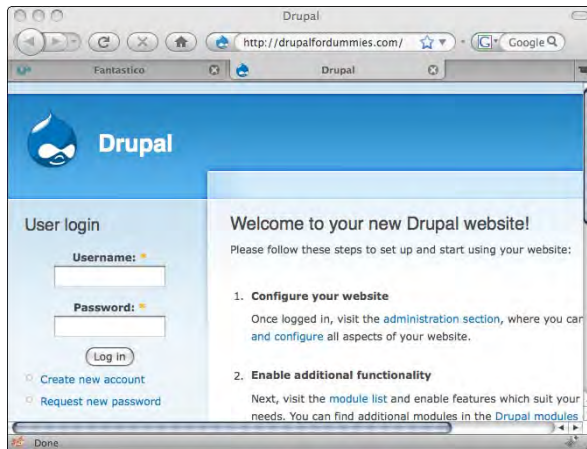 Drupal
http://drupalfordummies.com/
Google
Fantastico
Drupal
Drupal
User login
Username: *
Password: *
Log in
Create new account
Request new password
Welcome to your new Drupal website!
Please follow these steps to set up and start using your website:
1. Configure your website
Once logged in, visit the administration section, where you can
and configure all aspects of your website.
2. Enable additional functionality
Next, visit the module list and enable features which suit your
needs. You can find additional modules in the Drupal modules
Done